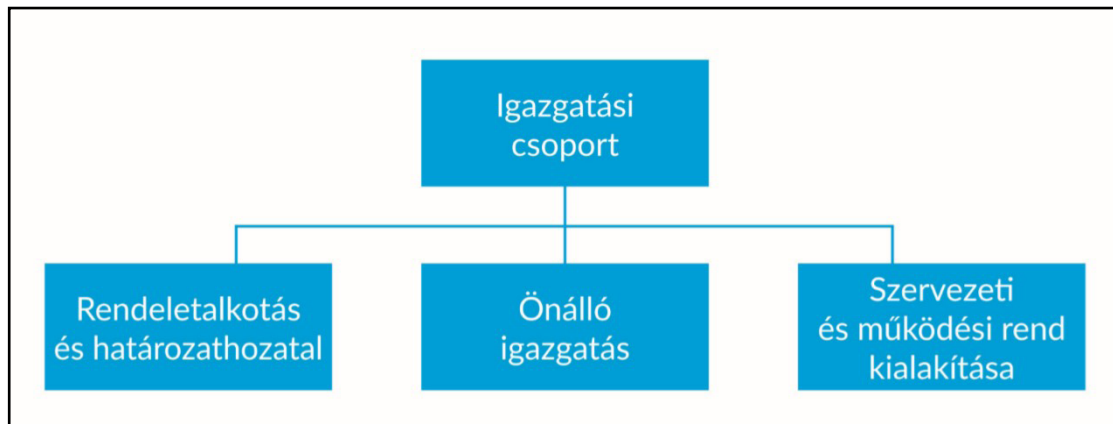 Igazgatási
csoport
Rendeletalkotás
és határozathozatal
Önálló
igazgatás
Szervezeti
és működési rend
kialakítása